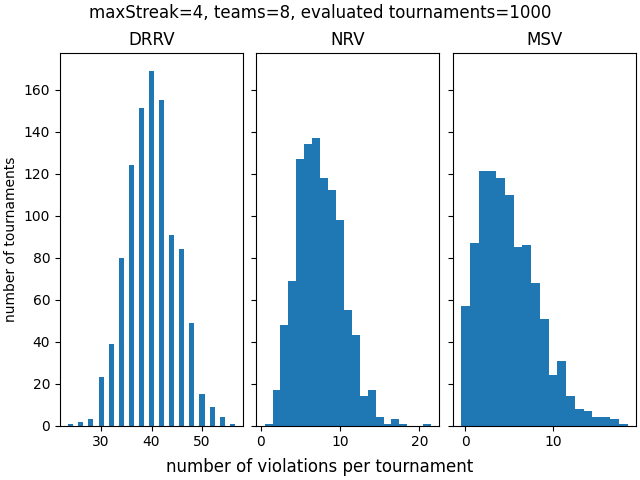 maxStreak=4, teams=8, evaluated tournaments=1000
DRRV NRV MSV
160
140
120
100
80
60
40
20
0
number of tournaments
30 40 50 0 10 20 0 10
number of violations per tournament